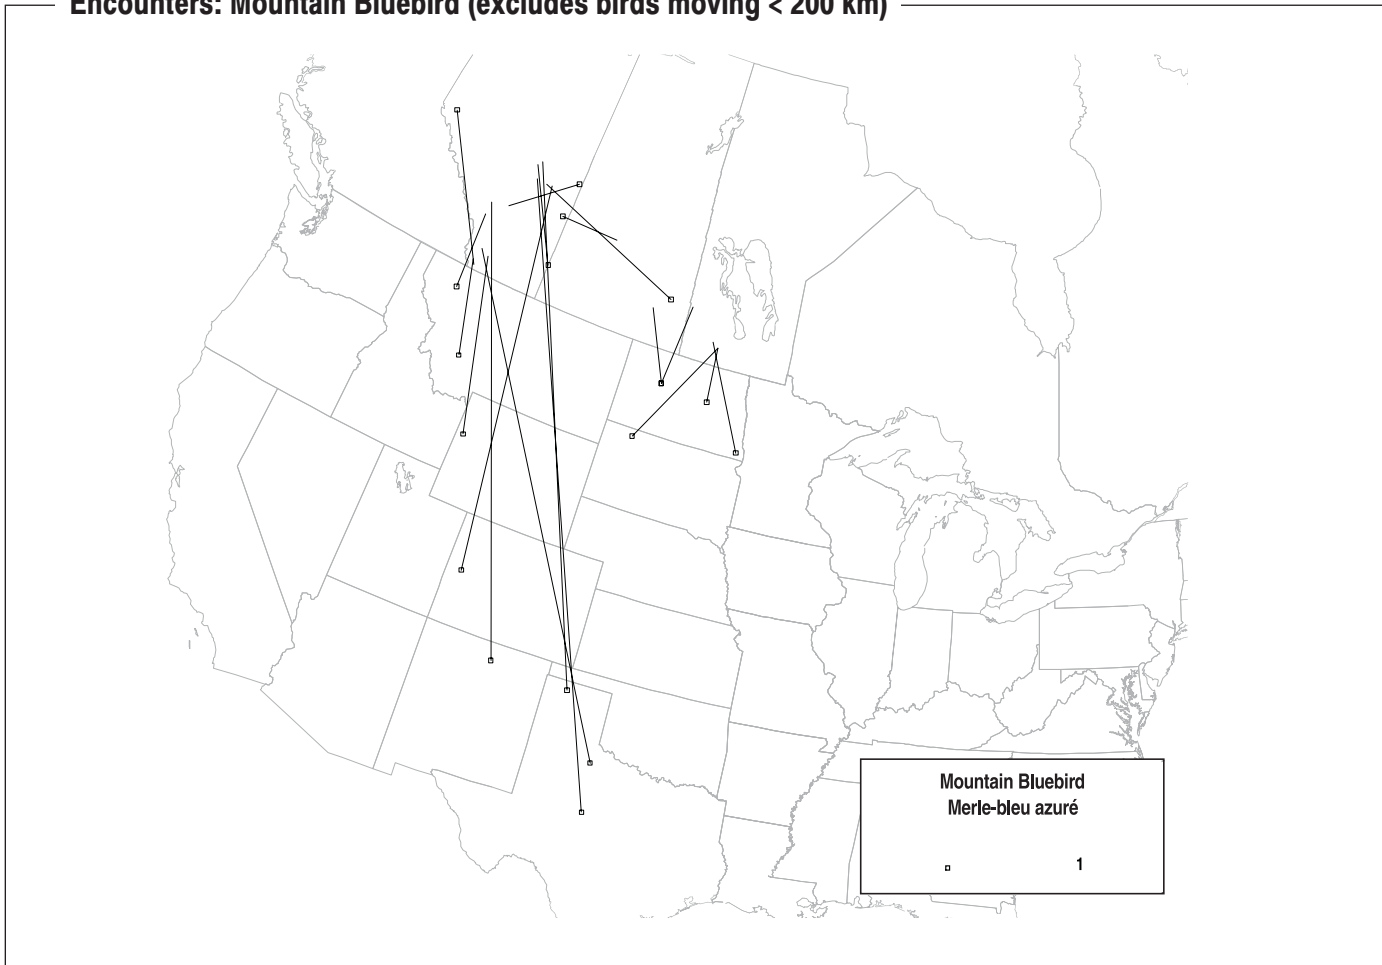 Encounters: Mountain Bluebird (excludes birds moving < 200 km)
Mountain Bluebird
Merle-bleu azuré
1